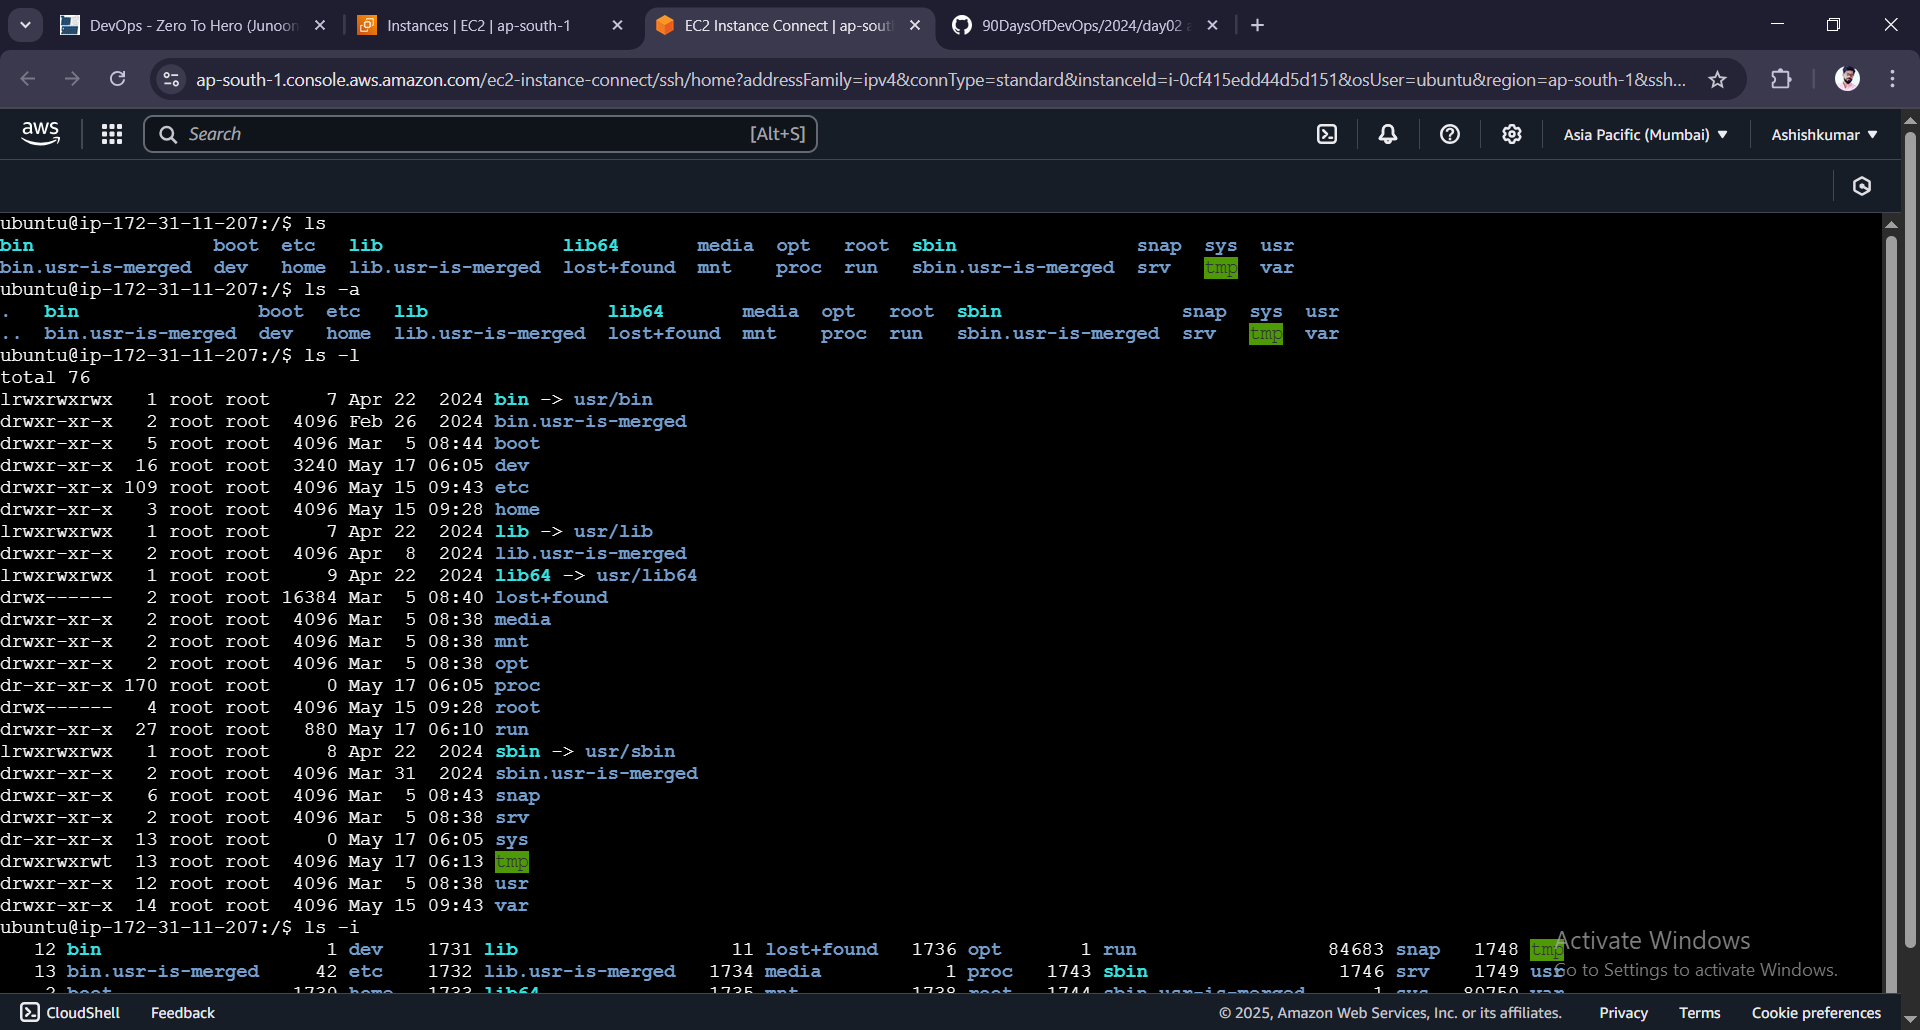 DevOps - Zero To Hero (Junoon
Instances | EC2 | ap-south-1
EC2 Instance Connect | ap-sout
90DaysOfDevOps/2024/day02 a
ap-south-1.console.aws.amazon.com/ec2-instance-connect/ssh/home?addressFamily=ipv4&connType=standard&instanceId=i-0cf415edd44d5d151&osUser=ubuntu&region=ap-south-1&ssh...
aws
Search [Alt+S]
Asia Pacific (Mumbai)
Ashishkumar
ubuntu@ip-172-31-11-207:/$ ls
bin boot etc lib lib64 media opt root sbin snap sys usr
bin.usr-is-merged dev home lib.usr-is-merged lost+found mnt proc run sbin.usr-is-merged srv tmp var
ubuntu@ip-172-31-11-207:/$ ls -a
. bin boot etc lib lib64 media opt root sbin snap sys usr
.. bin.usr-is-merged dev home lib.usr-is-merged lost+found mnt proc run sbin.usr-is-merged srv tmp var
ubuntu@ip-172-31-11-207:/$ ls -l
total 76
lrwxrwxrwx 1 root root 7 Apr 22 2024 bin -> usr/bin
drwxr-xr-x 2 root root 4096 Feb 26 2024 bin.usr-is-merged
drwxr-xr-x 5 root root 4096 Mar 5 08:44 boot
drwxr-xr-x 16 root root 3240 May 17 06:05 dev
drwxr-xr-x 109 root root 4096 May 15 09:43 etc
drwxr-xr-x 3 root root 4096 May 15 09:28 home
lrwxrwxrwx 1 root root 7 Apr 22 2024 lib -> usr/lib
drwxr-xr-x 2 root root 4096 Apr 8 2024 lib.usr-is-merged
lrwxrwxrwx 1 root root 9 Apr 22 2024 lib64 -> usr/lib64
drwx------ 2 root root 16384 Mar 5 08:40 lost+found
drwxr-xr-x 2 root root 4096 Mar 5 08:38 media
drwxr-xr-x 2 root root 4096 Mar 5 08:38 mnt
drwxr-xr-x 2 root root 4096 Mar 5 08:38 opt
dr-xr-xr-x 170 root root 0 May 17 06:05 proc
drwx------ 4 root root 4096 May 15 09:28 root
drwxr-xr-x 27 root root 880 May 17 06:10 run
lrwxrwxrwx 1 root root 8 Apr 22 2024 sbin -> usr/sbin
drwxr-xr-x 2 root root 4096 Mar 31 2024 sbin.usr-is-merged
drwxr-xr-x 6 root root 4096 Mar 5 08:43 snap
drwxr-xr-x 2 root root 4096 Mar 5 08:38 srv
dr-xr-xr-x 13 root root 0 May 17 06:05 sys
drwxrwxrwt 13 root root 4096 May 17 06:13 tmp
drwxr-xr-x 12 root root 4096 Mar 5 08:38 usr
drwxr-xr-x 14 root root 4096 May 15 09:43 var
ubuntu@ip-172-31-11-207:/$ ls -i
12 bin 1 dev 1731 lib 11 lost+found 1736 opt 1 run 84683 snap 1748 tmp
13 bin.usr-is-merged 42 etc 1732 lib.usr-is-merged 1734 media 1 proc 1743 sbin 1746 srv 1749 usr
2 boot 1730 home 1733 lib64 1735 mnt 1738 root 1744 sbin.usr-is-merged 1 sys 80750 var
Activate Windows
Go to Settings to activate Windows.
CloudShell
Feedback
© 2025, Amazon Web Services, Inc. or its affiliates.
Privacy
Terms
Cookie preferences